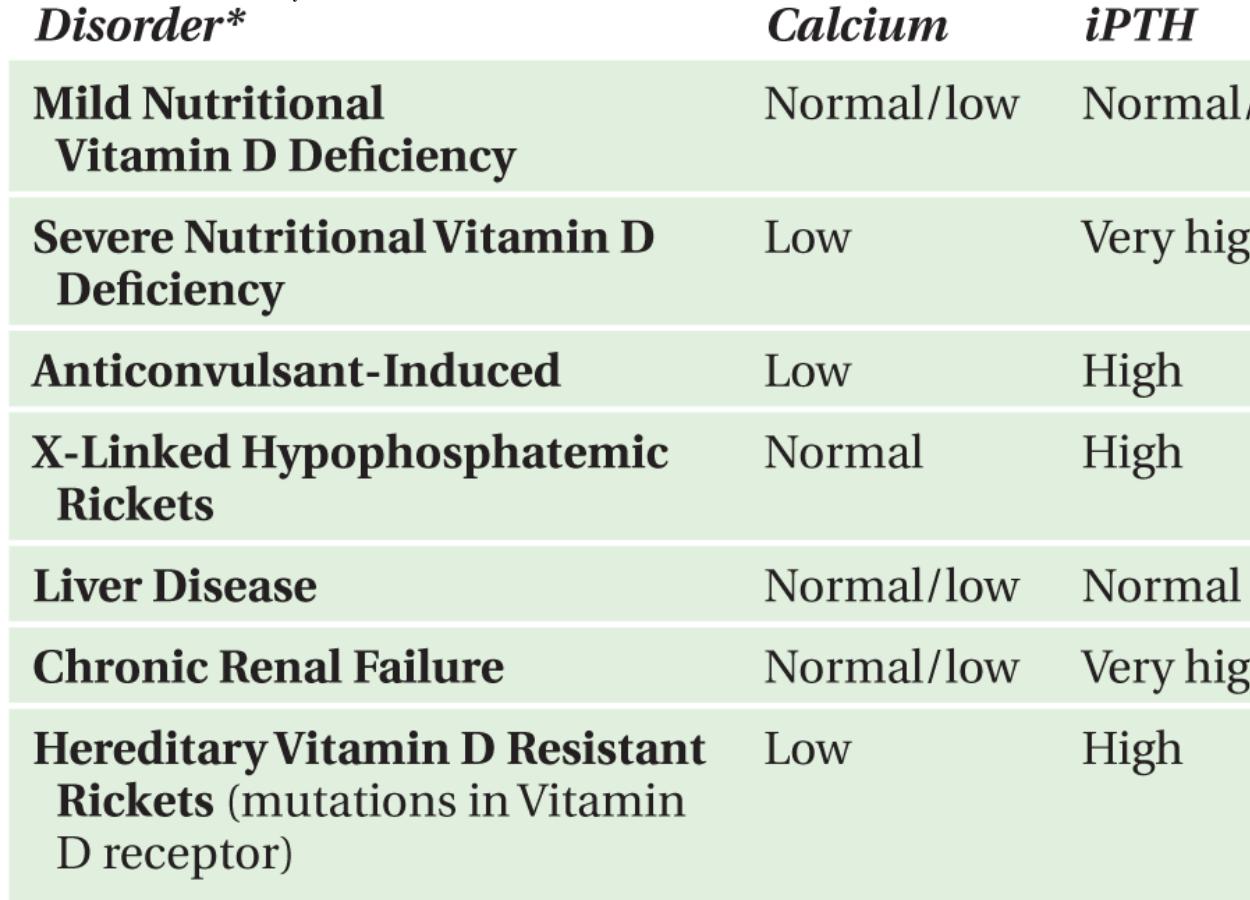 Disorder* Calcium iPTH
Mild Nutritional Normal/low Normal/
Vitamin D Deficiency
Severe Nutritional Vitamin D Low Very
Deficiency
Anticonvulsant-Induced Low High
X-Linked Hypophosphatemic Normal High
Rickets
Liver Disease Normal/low Normal
Chronic Renal Failure Normal/low Very
Hereditary Vitamin D Resistant Low High
Rickets (mutations in Vitamin
D receptor)